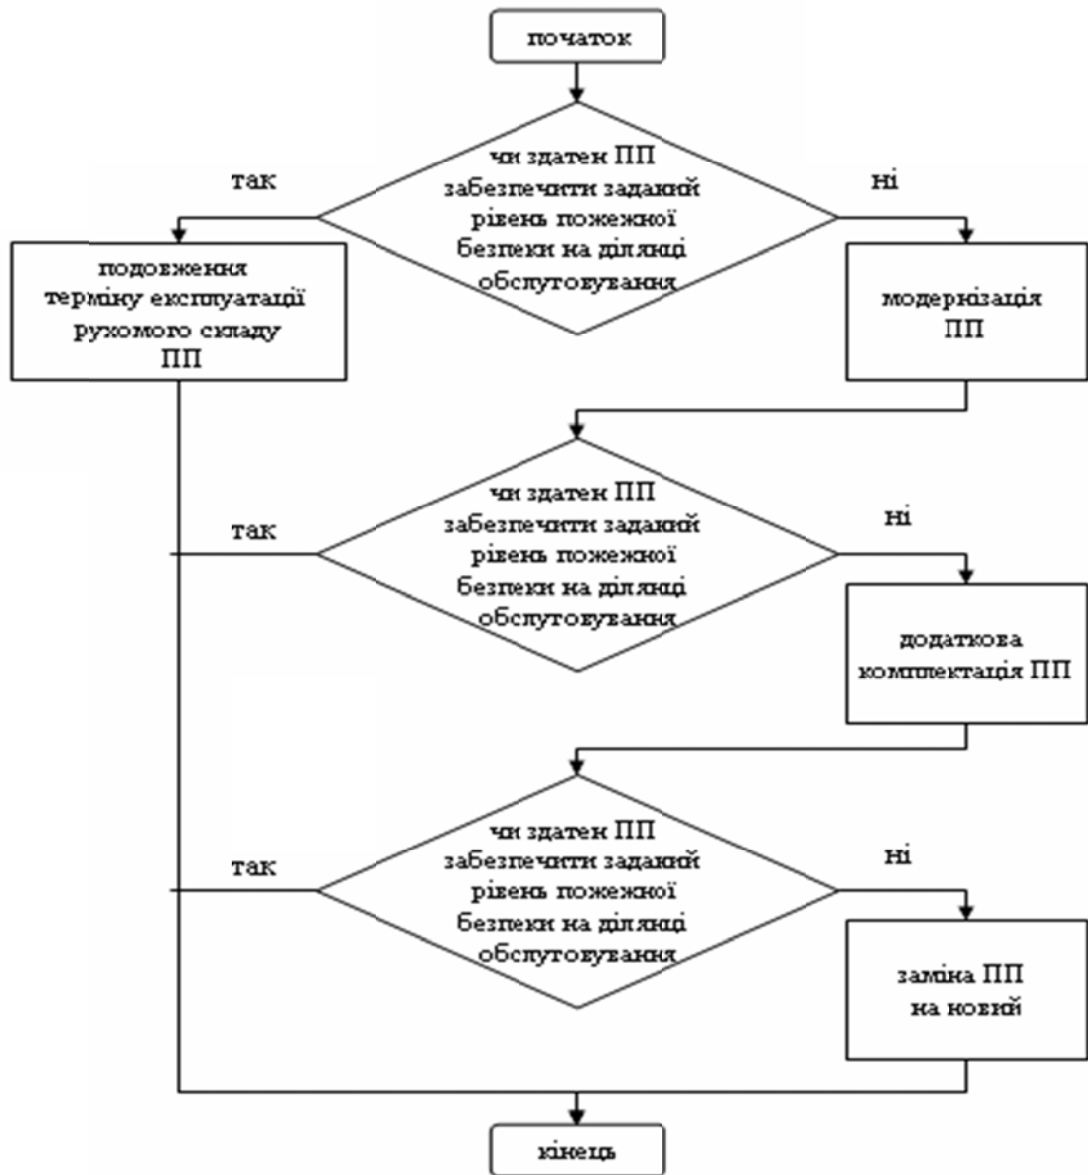 початок
чи здатен ПП
забезпечити заданий
рівень пожежної
безпеки на ділянці
обслуговування
так
ні
подовження
терміну експлуатації
рухомого складу
ПП
модернізація
ПП
чи здатен ПП
забезпечити заданий
рівень пожежної
безпеки на ділянці
обслуговування
так
ні
додаткова
комплектація ПП
чи здатен ПП
забезпечити заданий
рівень пожежної
безпеки на ділянці
обслуговування
так
ні
заміна ПП
на новий
кінець